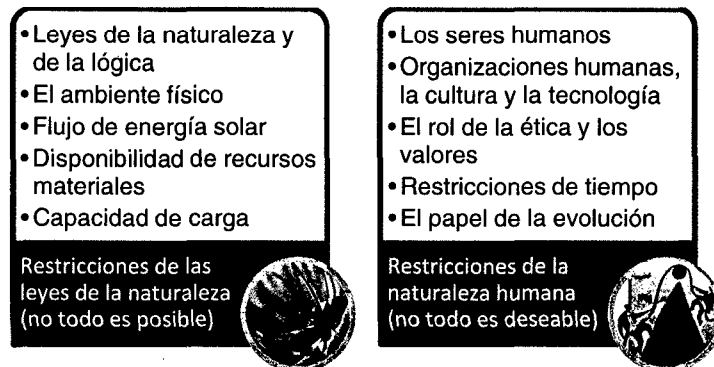 • Leyes de la naturaleza y
de la lógica
• El ambiente físico
• Flujo de energía solar
• Disponibilidad de recursos
materiales
• Capacidad de carga
Restricciones de las
leyes de la naturaleza
(no todo es posible)
• Los seres humanos
• Organizaciones humanas,
la cultura y la tecnología
• El rol de la ética y los
valores
• Restricciones de tiempo
• El papel de la evolución
Restricciones de la
naturaleza humana
(no todo es deseable)